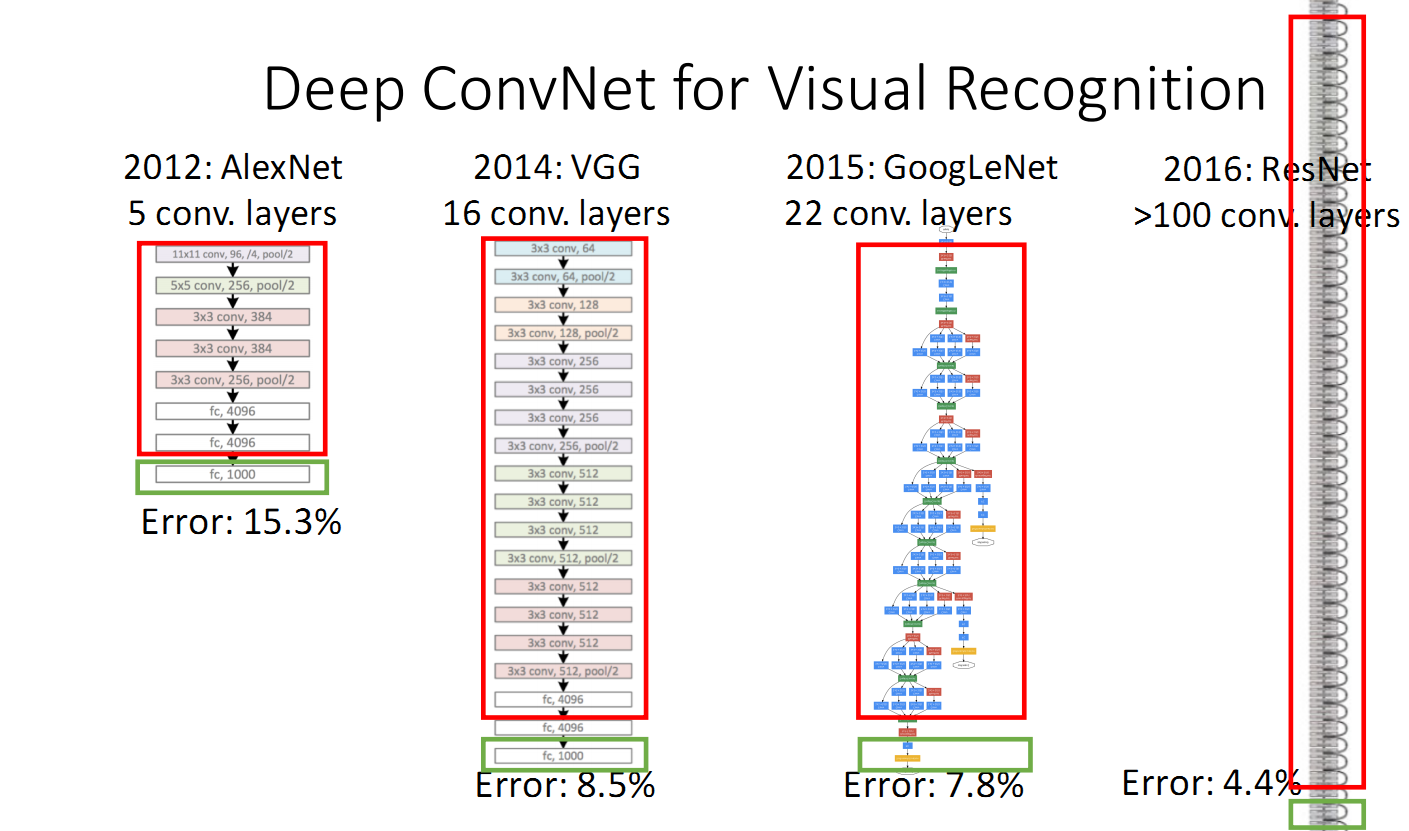 Deep ConvNet for Visual Recognition
2012: AlexNet
5 conv. layers
11x11 conv, 96, /4, pool/2
5x5 conv, 256, pool/2
3x3 conv, 384
3x3 conv, 384
3x3 conv, 256, pool/2
fc, 4096
fc, 4096
fc, 1000
Error: 15.3%
2014: VGG
16 conv. layers
3x3 conv, 64
3x3 conv, 64, pool/2
3x3 conv, 128
3x3 conv, 128, pool/2
3x3 conv, 256
3x3 conv, 256
3x3 conv, 256
3x3 conv, 256, pool/2
3x3 conv, 512
3x3 conv, 512
3x3 conv, 512
3x3 conv, 512, pool/2
3x3 conv, 512
3x3 conv, 512
3x3 conv, 512
3x3 conv, 512, pool/2
fc, 4096
fc, 4096
fc, 1000
Error: 8.5%
2015: GoogLeNet
22 conv. layers
Error: 7.8%
2016: ResNet
>100 conv. layers
Error: 4.4%